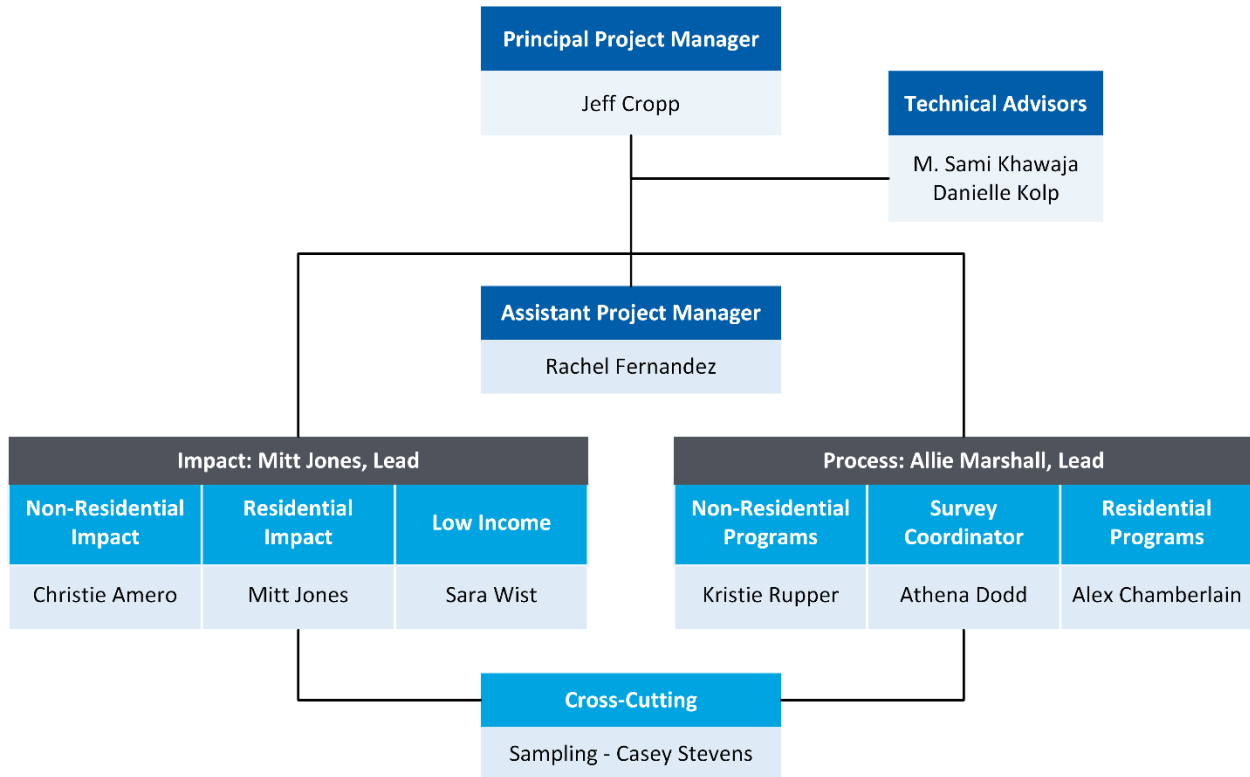 Principal Project Manager
Jeff Cropp
Technical Advisors
M. Sami Khawaja
Danielle Kolp
Assistant Project Manager
Rachel Fernandez
Impact: Mitt Jones, Lead
Non-Residential
Impact
Residential
Impact
Low Income
Christie Amero
Mitt Jones
Sara Wist
Process: Allie Marshall, Lead
Non-Residential
Programs
Survey
Coordinator
Residential
Programs
Kristie Rupper
Athena Dodd
Alex Chamberlain
Cross-Cutting
Sampling - Casey Stevens